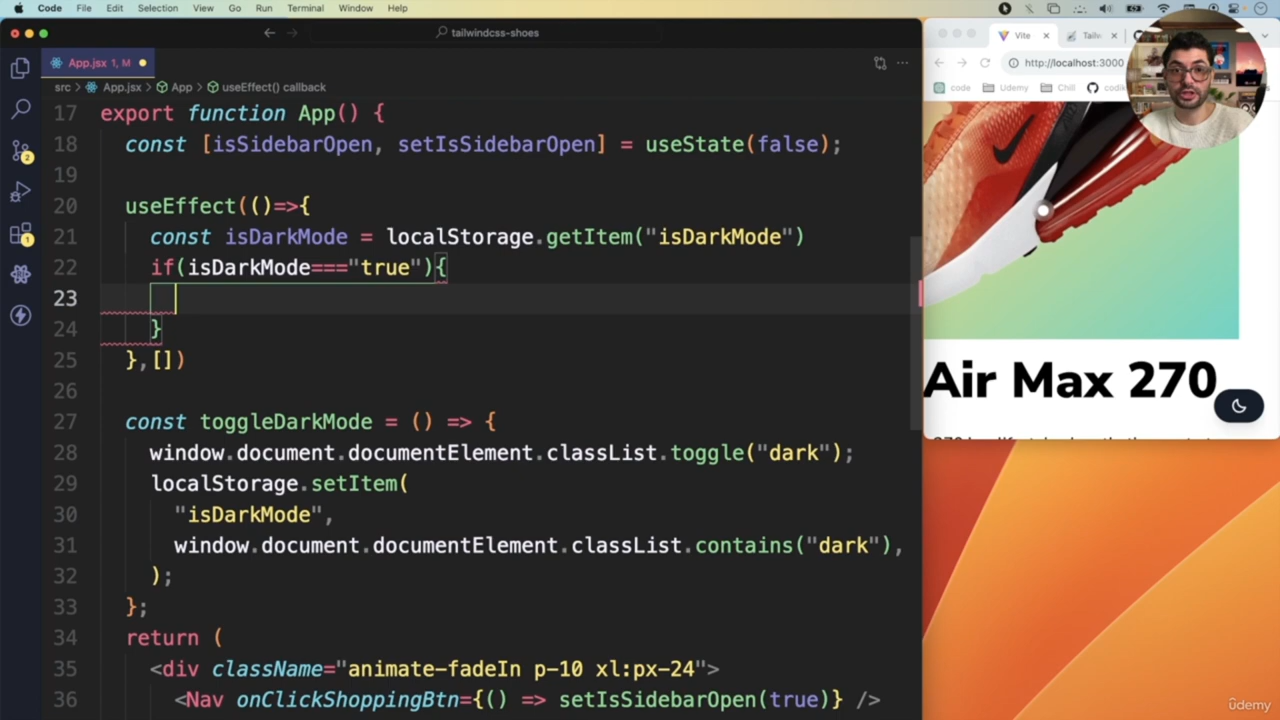 Code File Edit Selection View Go Run Terminal Window Help
tailwindcss-shoes
App.jsx 1, M
src > App.jsx > App > useEffect() callback
17 export function App() {
18 const [isSidebarOpen, setIsSidebarOpen] = useState(false);
19
20 useEffect(()=>{
21 const isDarkMode = localStorage.getItem("isDarkMode")
22 if(isDarkMode==="true"){
23
24 }
25 },[])
26
27 const toggleDarkMode = () => {
28 window.document.documentElement.classList.toggle("dark");
29 localStorage.setItem(
30 "isDarkMode",
31 window.document.documentElement.classList.contains("dark"),
32 );
33 };
34 return (
35 <div className="animate-fadeIn p-10 xl:px-24">
36 <Nav onClickShoppingBtn={() => setIsSidebarOpen(true)} />
2
1
Vite
Tailw
http://localhost:3000
code Udemy Chill
Air Max 270
ûdemy